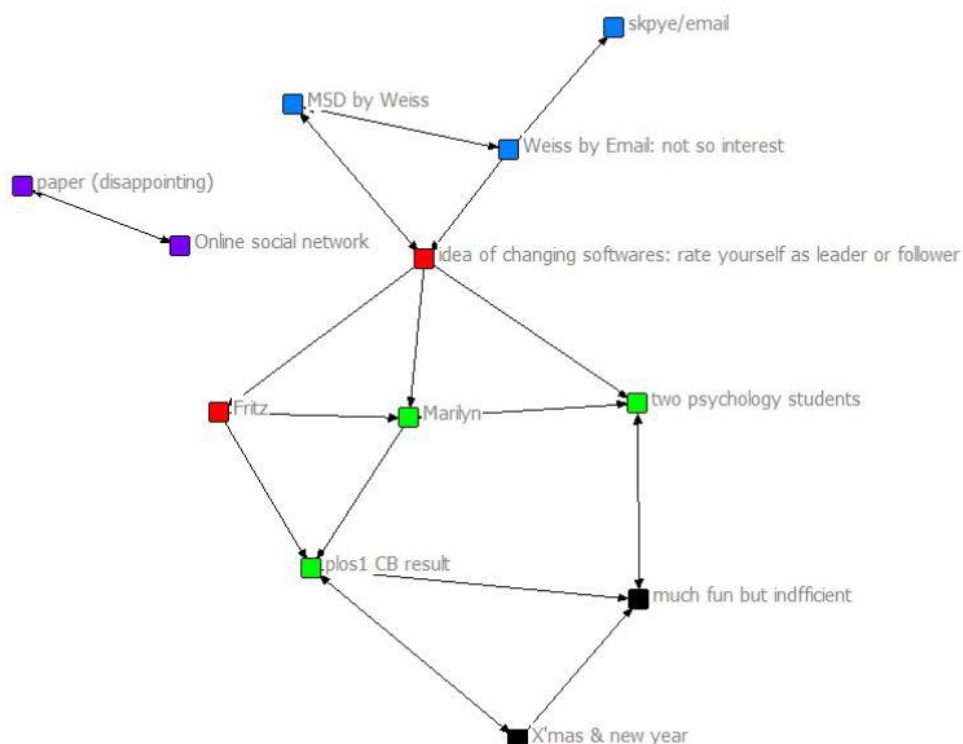 skpye/email
MSD by Weiss
Weiss by Email: not so interest
paper (disappointing)
Online social network
idea of changing softwares: rate yourself as leader or follower
Fritz
Marilyn
two psychology students
plos1 CB result
much fun but indfficient
X'mas & new year